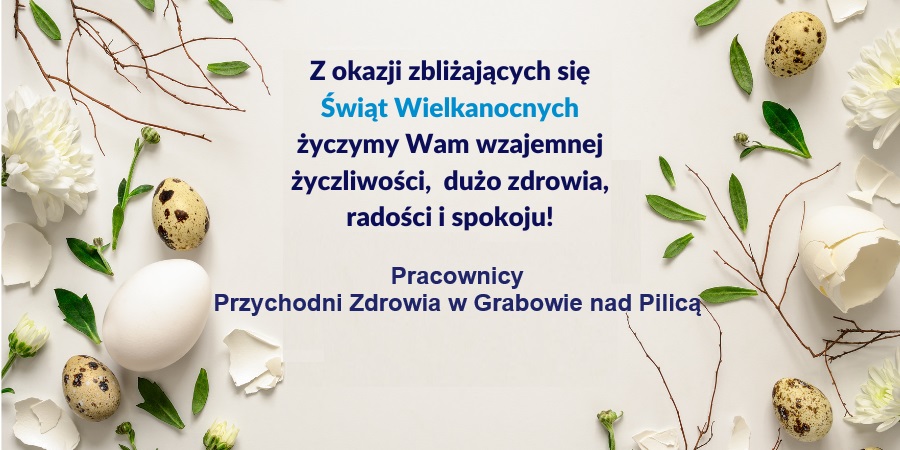 Z okazji zbliżających się
Świąt Wielkanocnych
życzymy Wam wzajemnej
życzliwości, dużo zdrowia,
radości i spokoju!
Pracownicy
Przychodni Zdrowia w Grabowie nad Pilicą